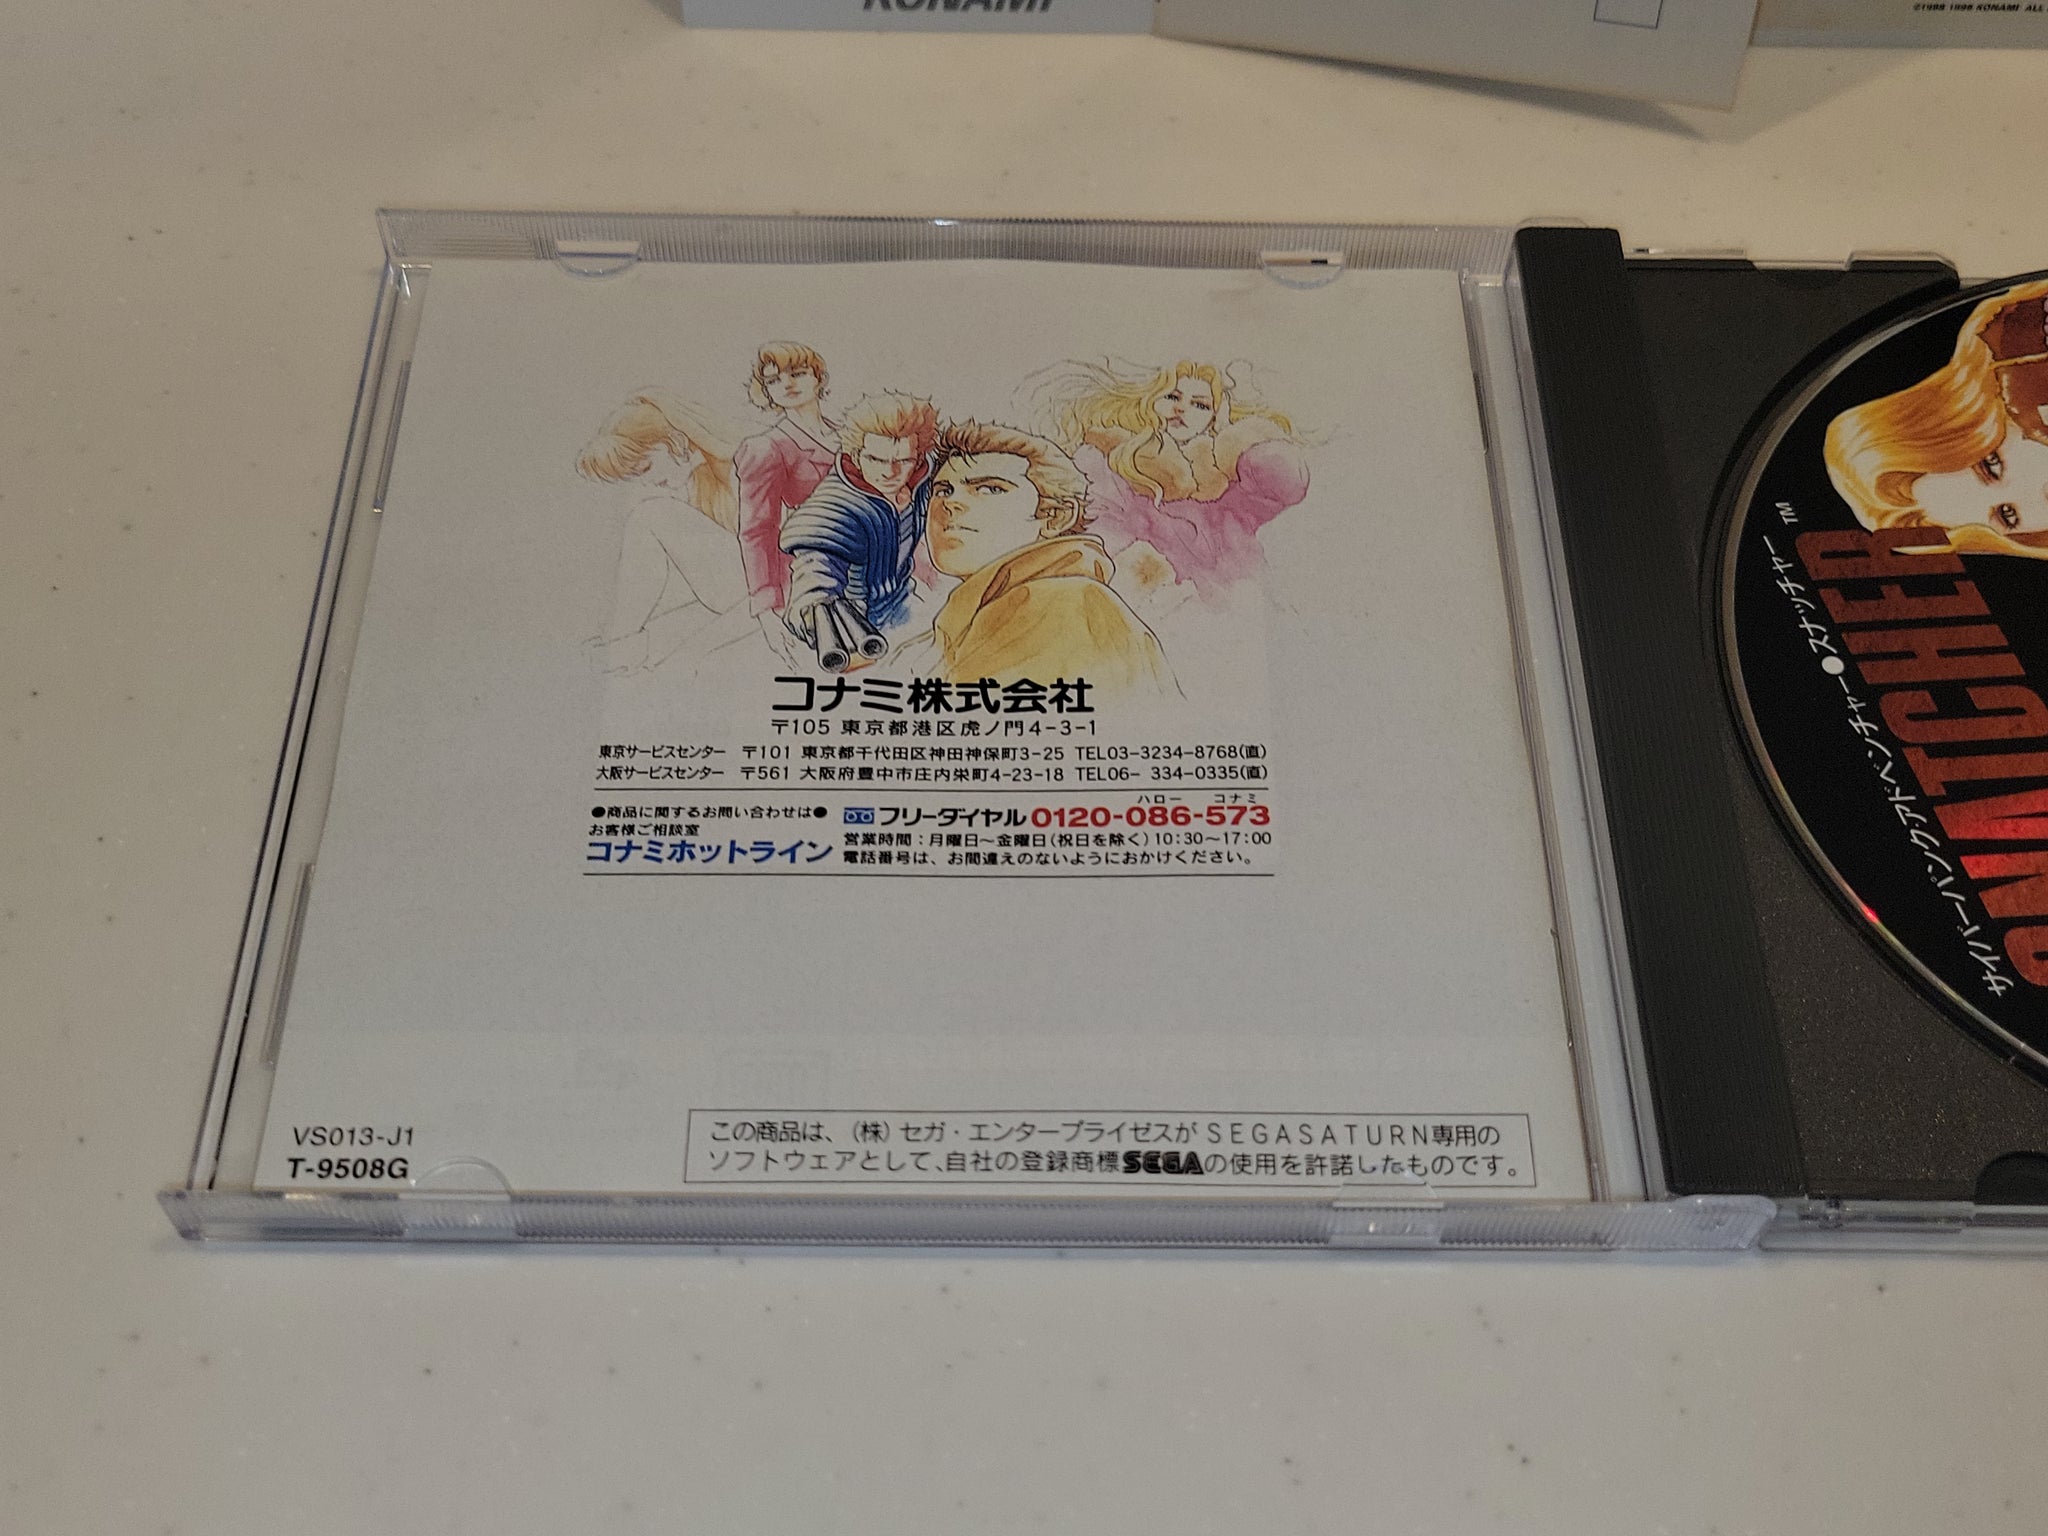 KONAMI
©1988 1996 KONAMI ALL
コナミ株式会社
〒105 東京都港区虎ノ門4-3-1
東京サービスセンター 〒101 東京都千代田区神田神保町3-25 TEL03-3234-8768(直)
大阪サービスセンター 〒561 大阪府豊中市庄内栄町4-23-18 TEL06- 334-0335(直)
ハロー コナミ
●商品に関するお問い合わせは● フリーダイヤル 0120-086-573
お客様ご相談室
営業時間：月曜日〜金曜日(祝日を除く)10:30〜17:00
コナミホットライン 電話番号は、お間違えのないようにおかけください。
VS013-J1
T-9508G
この商品は、(株)セガ・エンタープライゼスがSEGASATURN専用の
ソフトウェアとして、自社の登録商標SEGAの使用を許諾したものです。
サイバーパンク・アドベンチャー●スナッチャー TM
SNATCHER